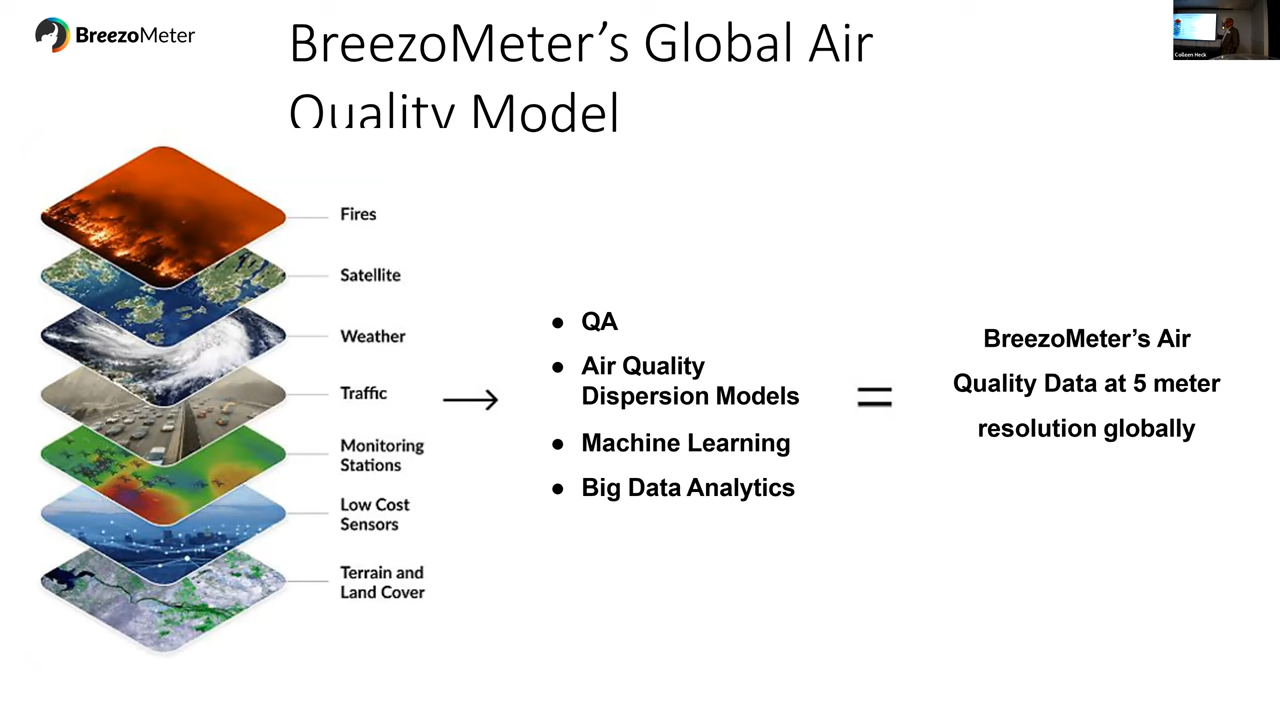 BreezoMeter
BreezoMeter’s Global Air
Quality Model
Colleen Heck
Fires
Satellite
Weather
Traffic
Monitoring
Stations
Low Cost
Sensors
Terrain and
Land Cover
● QA
● Air Quality
Dispersion Models
● Machine Learning
● Big Data Analytics
=
BreezoMeter’s Air
Quality Data at 5 meter
resolution globally